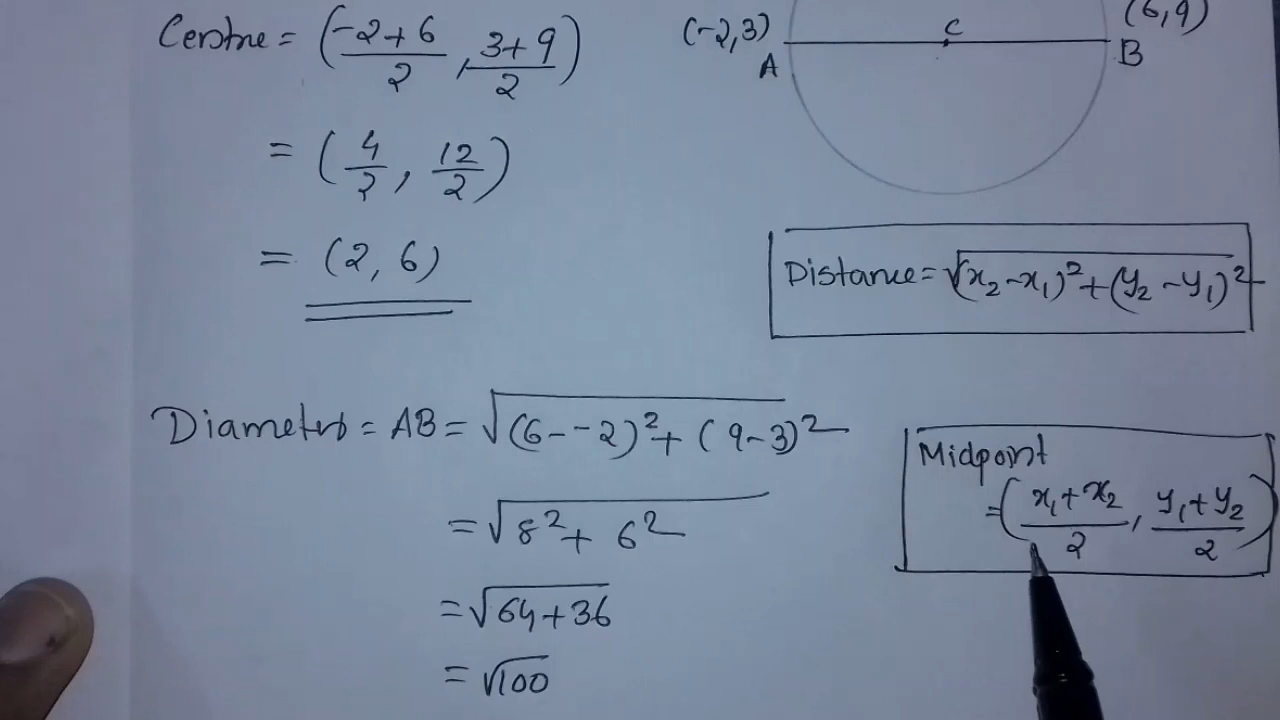 Centre = (-2+6/2, 3+9/2)
= (4/2, 12/2)
= (2, 6)
(-2,3)
A
C
(6,9)
B
Distance = √(x₂-x₁)²+(y₂-y₁)²
Diameter = AB = √(6--2)²+(9-3)²
= √8²+6²
= √64+36
= √100
Midpoint
= (x₁+x₂/2, y₁+y₂/2)